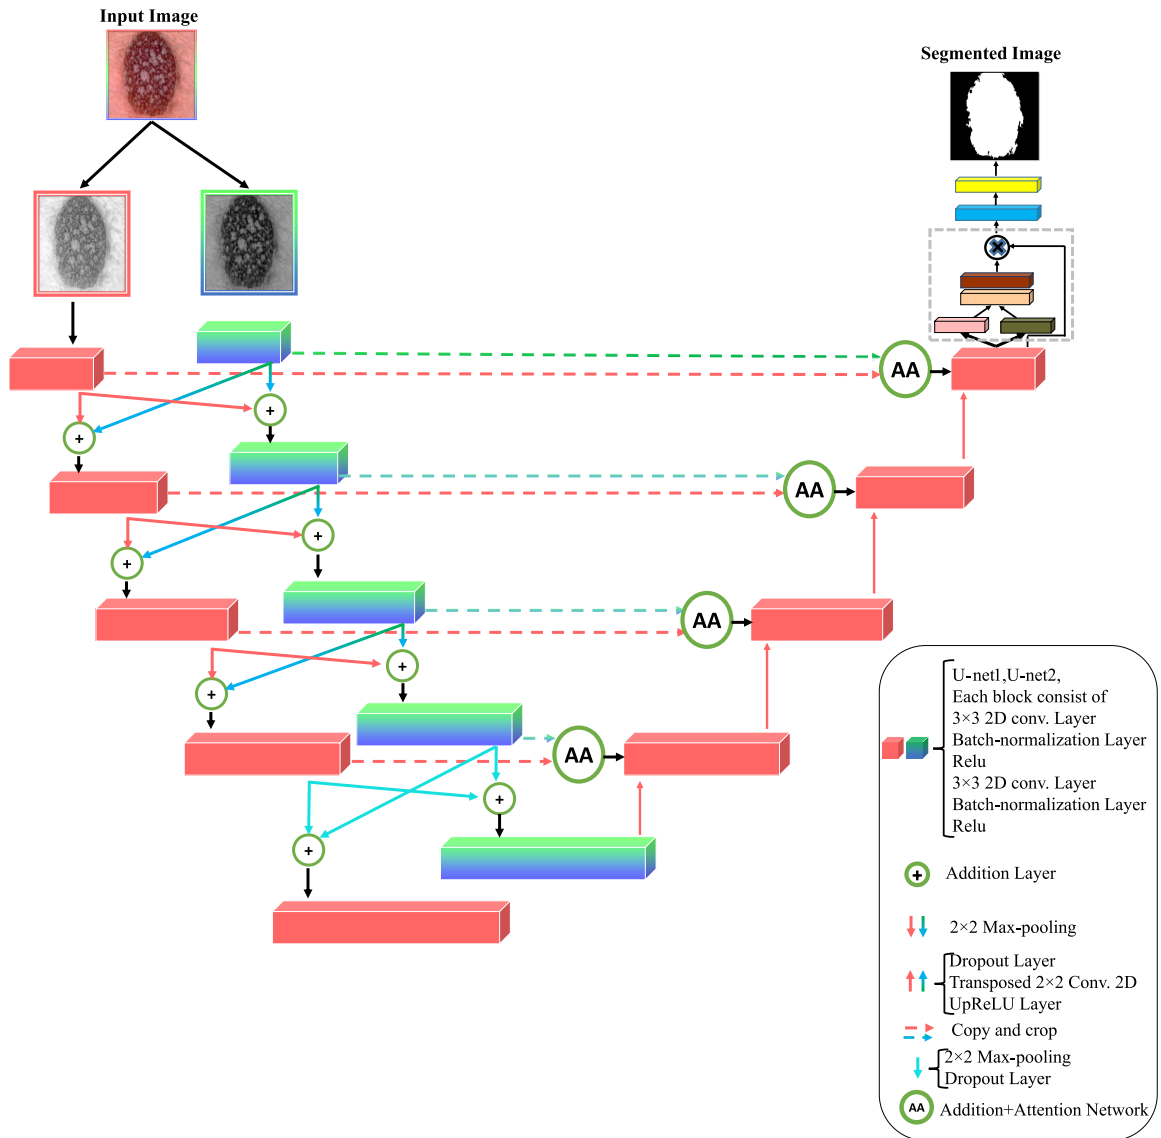 Input Image
Segmented Image
AA
+
+
AA
+
+
AA
+
+
AA
+
+
U-net1,U-net2,
Each block consist of
3×3 2D conv. Layer
Batch-normalization Layer
Relu
3×3 2D conv. Layer
Batch-normalization Layer
Relu
+ Addition Layer
2×2 Max-pooling
Dropout Layer
Transposed 2×2 Conv. 2D
UpReLU Layer
Copy and crop
2×2 Max-pooling
Dropout Layer
AA Addition+Attention Network